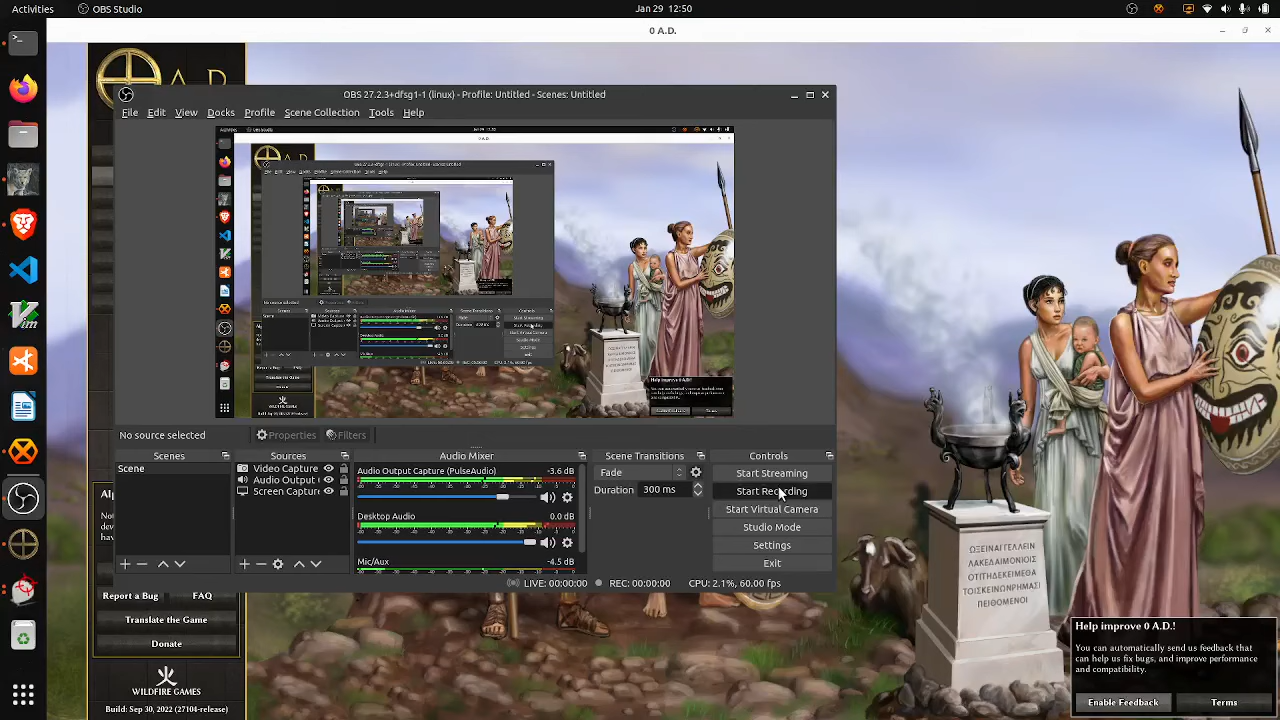 Activities
OBS Studio
Jan 29 12:50
0 A.D.
A.D.
OBS 27.2.3+dfsg1-1 (linux) - Profile: Untitled - Scenes: Untitled
File Edit View Docks Profile Scene Collection Tools Help
No source selected
Properties
Filters
Scenes
Scene
Sources
Video Capture
Audio Output
Screen Capture
Audio Mixer
Audio Output Capture (PulseAudio) -3.6 dB
Desktop Audio 0.0 dB
Mic/Aux -4.5 dB
Scene Transitions
Fade
Duration 300 ms
Controls
Start Streaming
Start Recording
Start Virtual Camera
Studio Mode
Settings
Exit
LIVE: 00:00:00 REC: 00:00:00 CPU: 2.1%, 60.00 fps
Report a Bug FAQ
Translate the Game
Donate
WILDFIRE GAMES
Build: Sep 30, 2022 (27104-release)
ΩΞΕΙΝΑΓΓΕΛΛΕΙΝ
ΛΑΚΕΔΑΙΜΟΝΙΟΙΣ
ΟΤΙΤΗΔΕΚΕΙΜΕΘΑ
ΤΟΙΣΚΕΙΝΩΝΡΗΜΑΣΙ
ΠΕΙΘΟΜΕΝΟΙ
Help improve 0 A.D.!
You can automatically send us feedback that
can help us fix bugs, and improve performance
and compatibility.
Enable Feedback
Terms